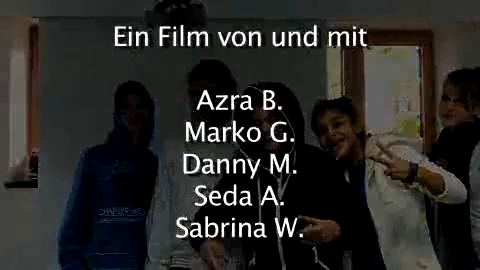 Ein Film von und mit
Azra B.
Marko G.
Danny M.
Seda A.
Sabrina W.